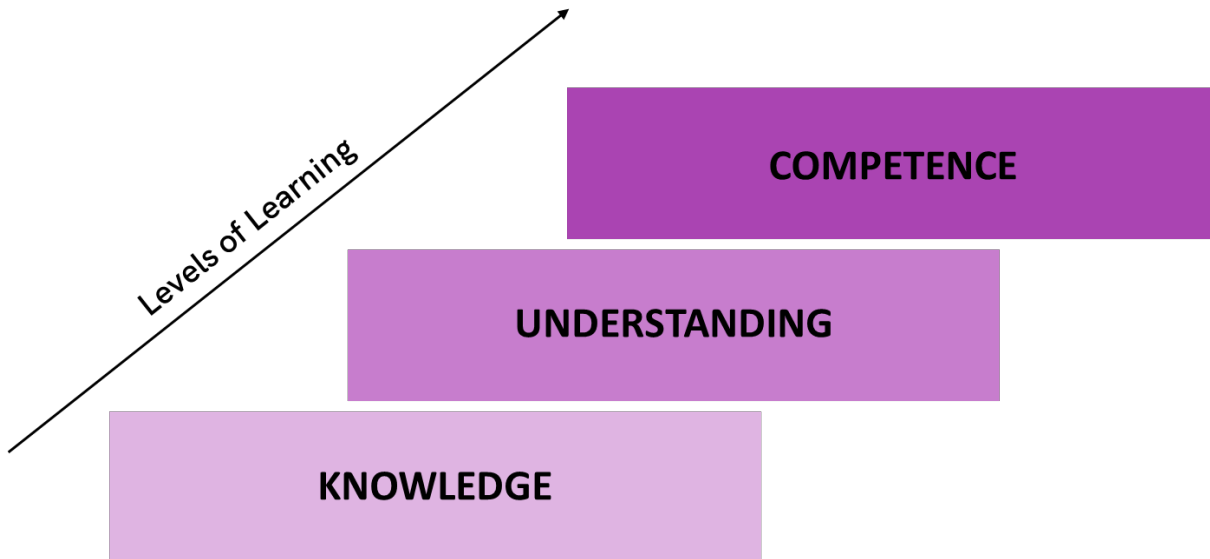 Levels of Learning
COMPETENCE
UNDERSTANDING
KNOWLEDGE